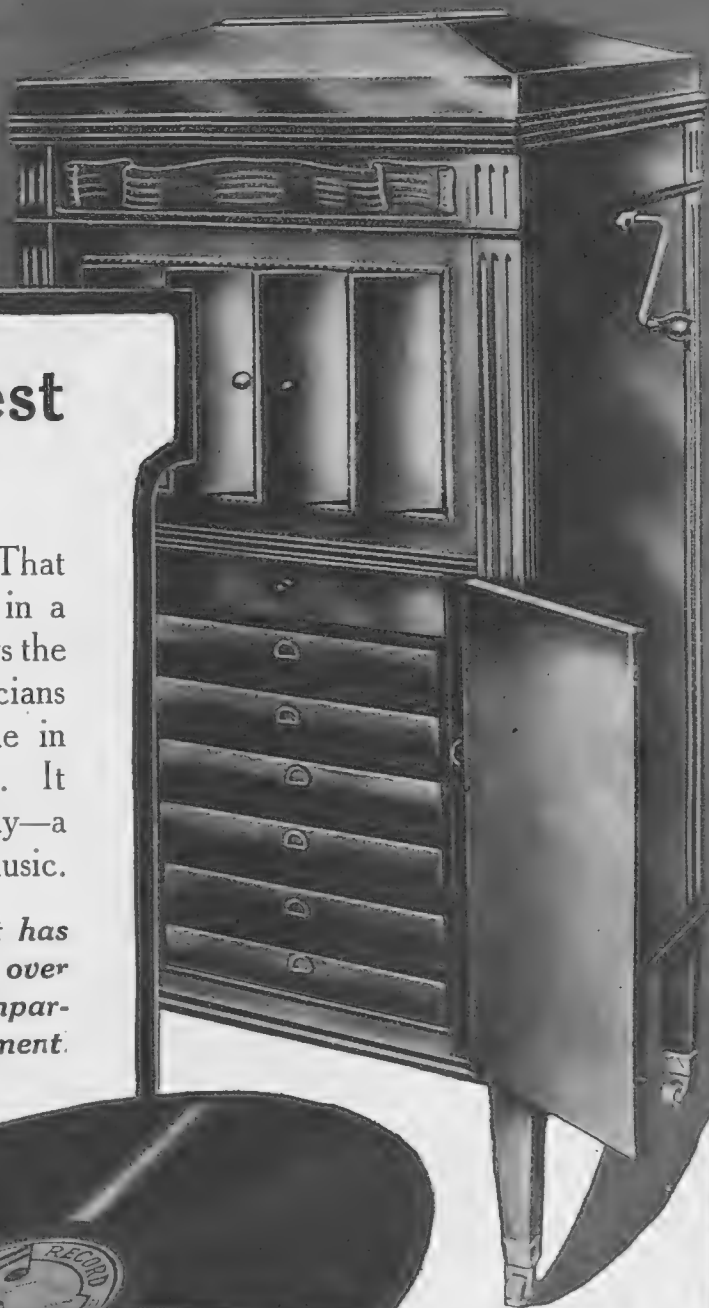 est
That
in a
s the
cians
e in
. It
y—a
usic.
t has
over
npar-
ment.
RECORD